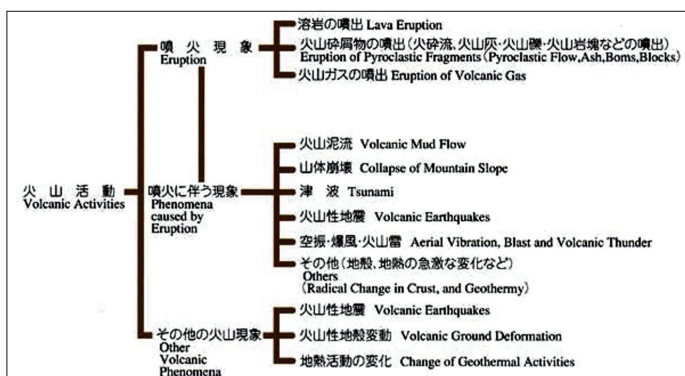 火山活動
Volcanic Activities
噴火現象
Eruption
溶岩の噴出 Lava Eruption
火山砕屑物の噴出(火砕流、火山灰・火山礫・火山岩塊などの噴出)
Eruption of Pyroclastic Fragments (Pyroclastic Flow,Ash,Boms,Blocks)
火山ガスの噴出 Eruption of Volcanic Gas
噴火に伴う現象
Phenomena
caused by
Eruption
火山泥流 Volcanic Mud Flow
山体崩壊 Collapse of Mountain Slope
津波 Tsunami
火山性地震 Volcanic Earthquakes
空振・爆風・火山雷 Aerial Vibration, Blast and Volcanic Thunder
その他(地殻、地熱の急激な変化など)
Others
(Radical Change in Crust, and Geothermy)
その他の火山現象
Other
Volcanic
Phenomena
火山性地震 Volcanic Earthquakes
火山性地殻変動 Volcanic Ground Deformation
地熱活動の変化 Change of Geothermal Activities